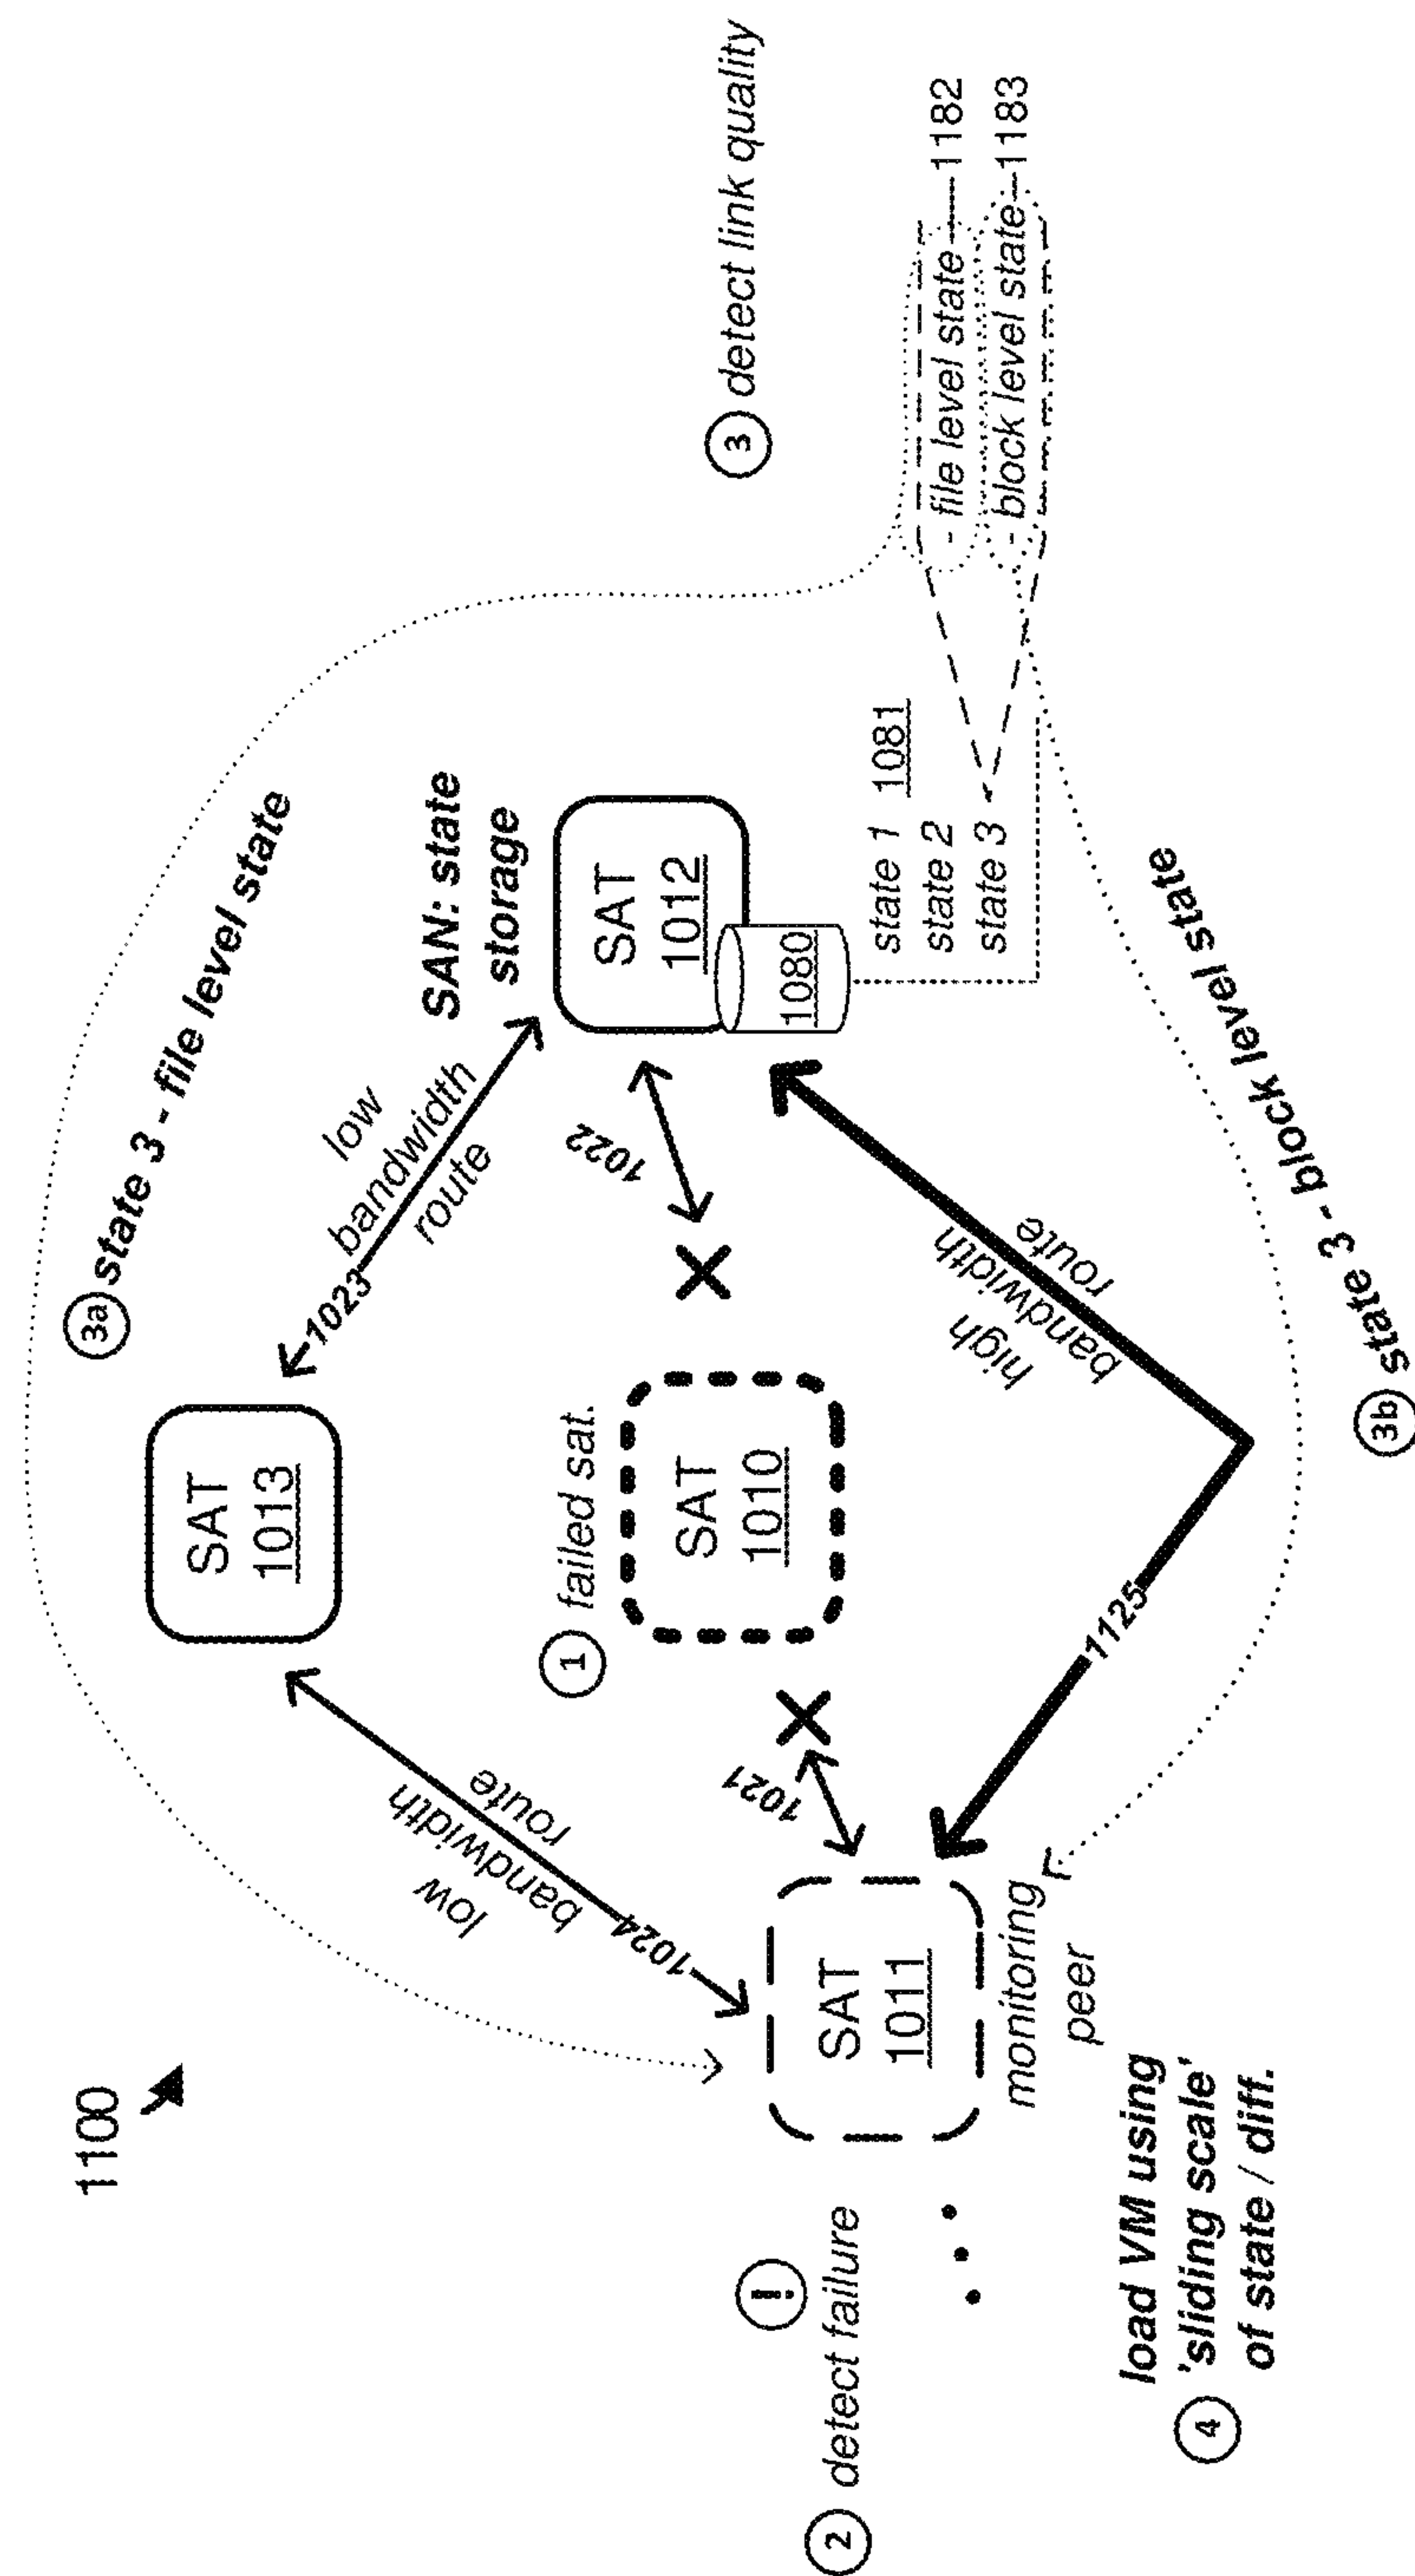 1100
3a state 3 - file level state
SAT
1013
low
bandwidth
route
1023
SAN: state
storage
3 detect link quality
low
bandwidth
route
1024
1 failed sat.
SAT
1010
1022
SAT
1012
1080
state 1 1081
state 2
state 3
- file level state 1182
- block level state 1183
1021
! 
2 detect failure
SAT
1011
monitoring
peer
high
bandwidth
route
1125
4 load VM using
'sliding scale'
of state / diff.
3b state 3 - block level state